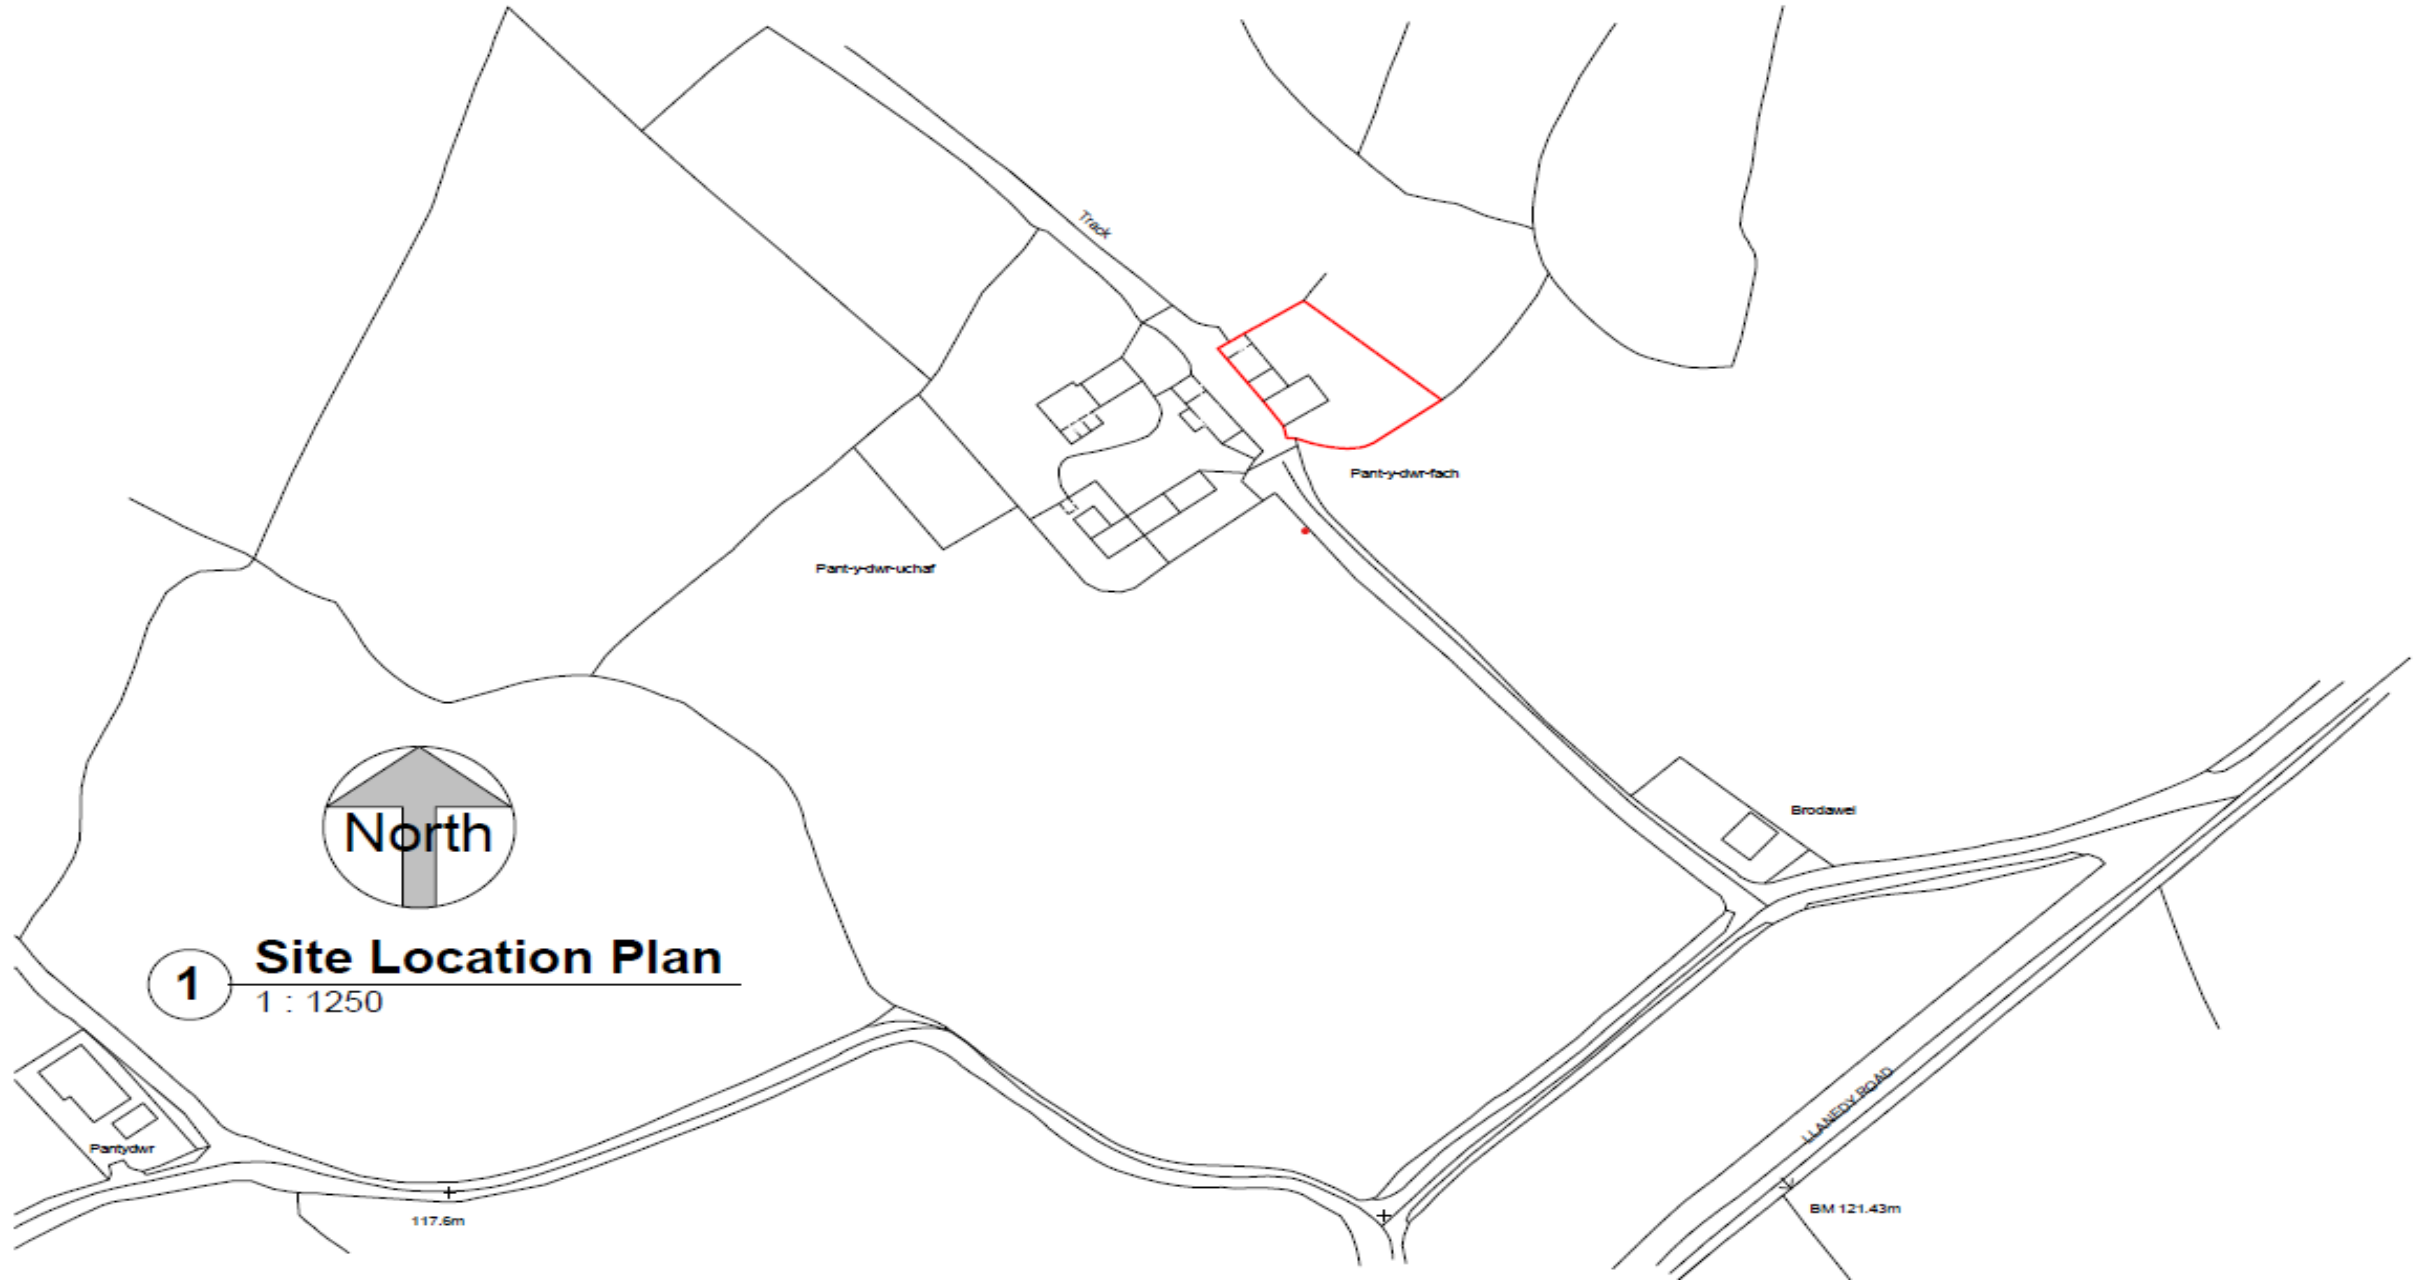 Track
Pant-y-dwr-fach
Pant-y-dwr-uchaf
Brodawel
North
1
Site Location Plan
1 : 1250
LLANEDY ROAD
Pantydwr
117.6m
BM 121.43m